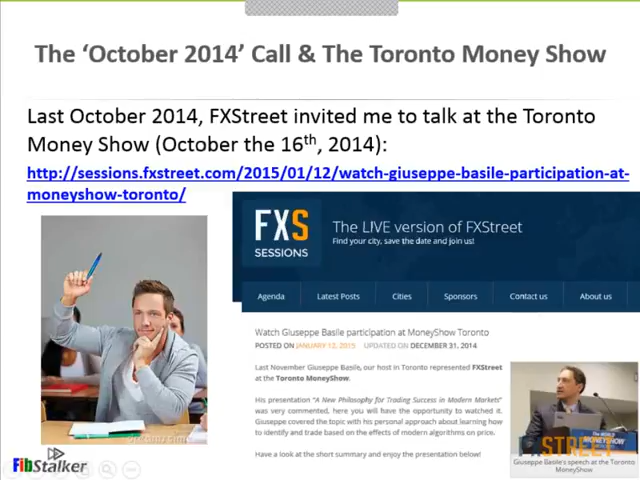 The ‘October 2014’ Call & The Toronto Money Show
Last October 2014, FXStreet invited me to talk at the Toronto
Money Show (October the 16th, 2014):
http://sessions.fxstreet.com/2015/01/12/watch-giuseppe-basile-participation-at-
moneyshow-toronto/
FXS
SESSIONS
The LIVE version of FXStreet
Find your city, save the date and join us!
Agenda
Latest Posts
Cities
Sponsors
Contact us
About us
Watch Giuseppe Basile participation at MoneyShow Toronto
POSTED ON JANUARY 12, 2015 UPDATED ON DECEMBER 31, 2014
Last November Giuseppe Basile, our host in Toronto represented FXStreet
at the Toronto MoneyShow.
His presentation "A New Philosophy for Trading Success in Modern Markets"
was very commented, here you will have the opportunity to watched it.
Giuseppe covered the topic with his personal approach about learning how
to identify and trade based on the effects of modern algorithms on price.
Have a look at the short summary and enjoy the presentation below!
MONEYSHOW
FXSTREET
Giuseppe Basile's speech at the Toronto
MoneyShow
FibStalker